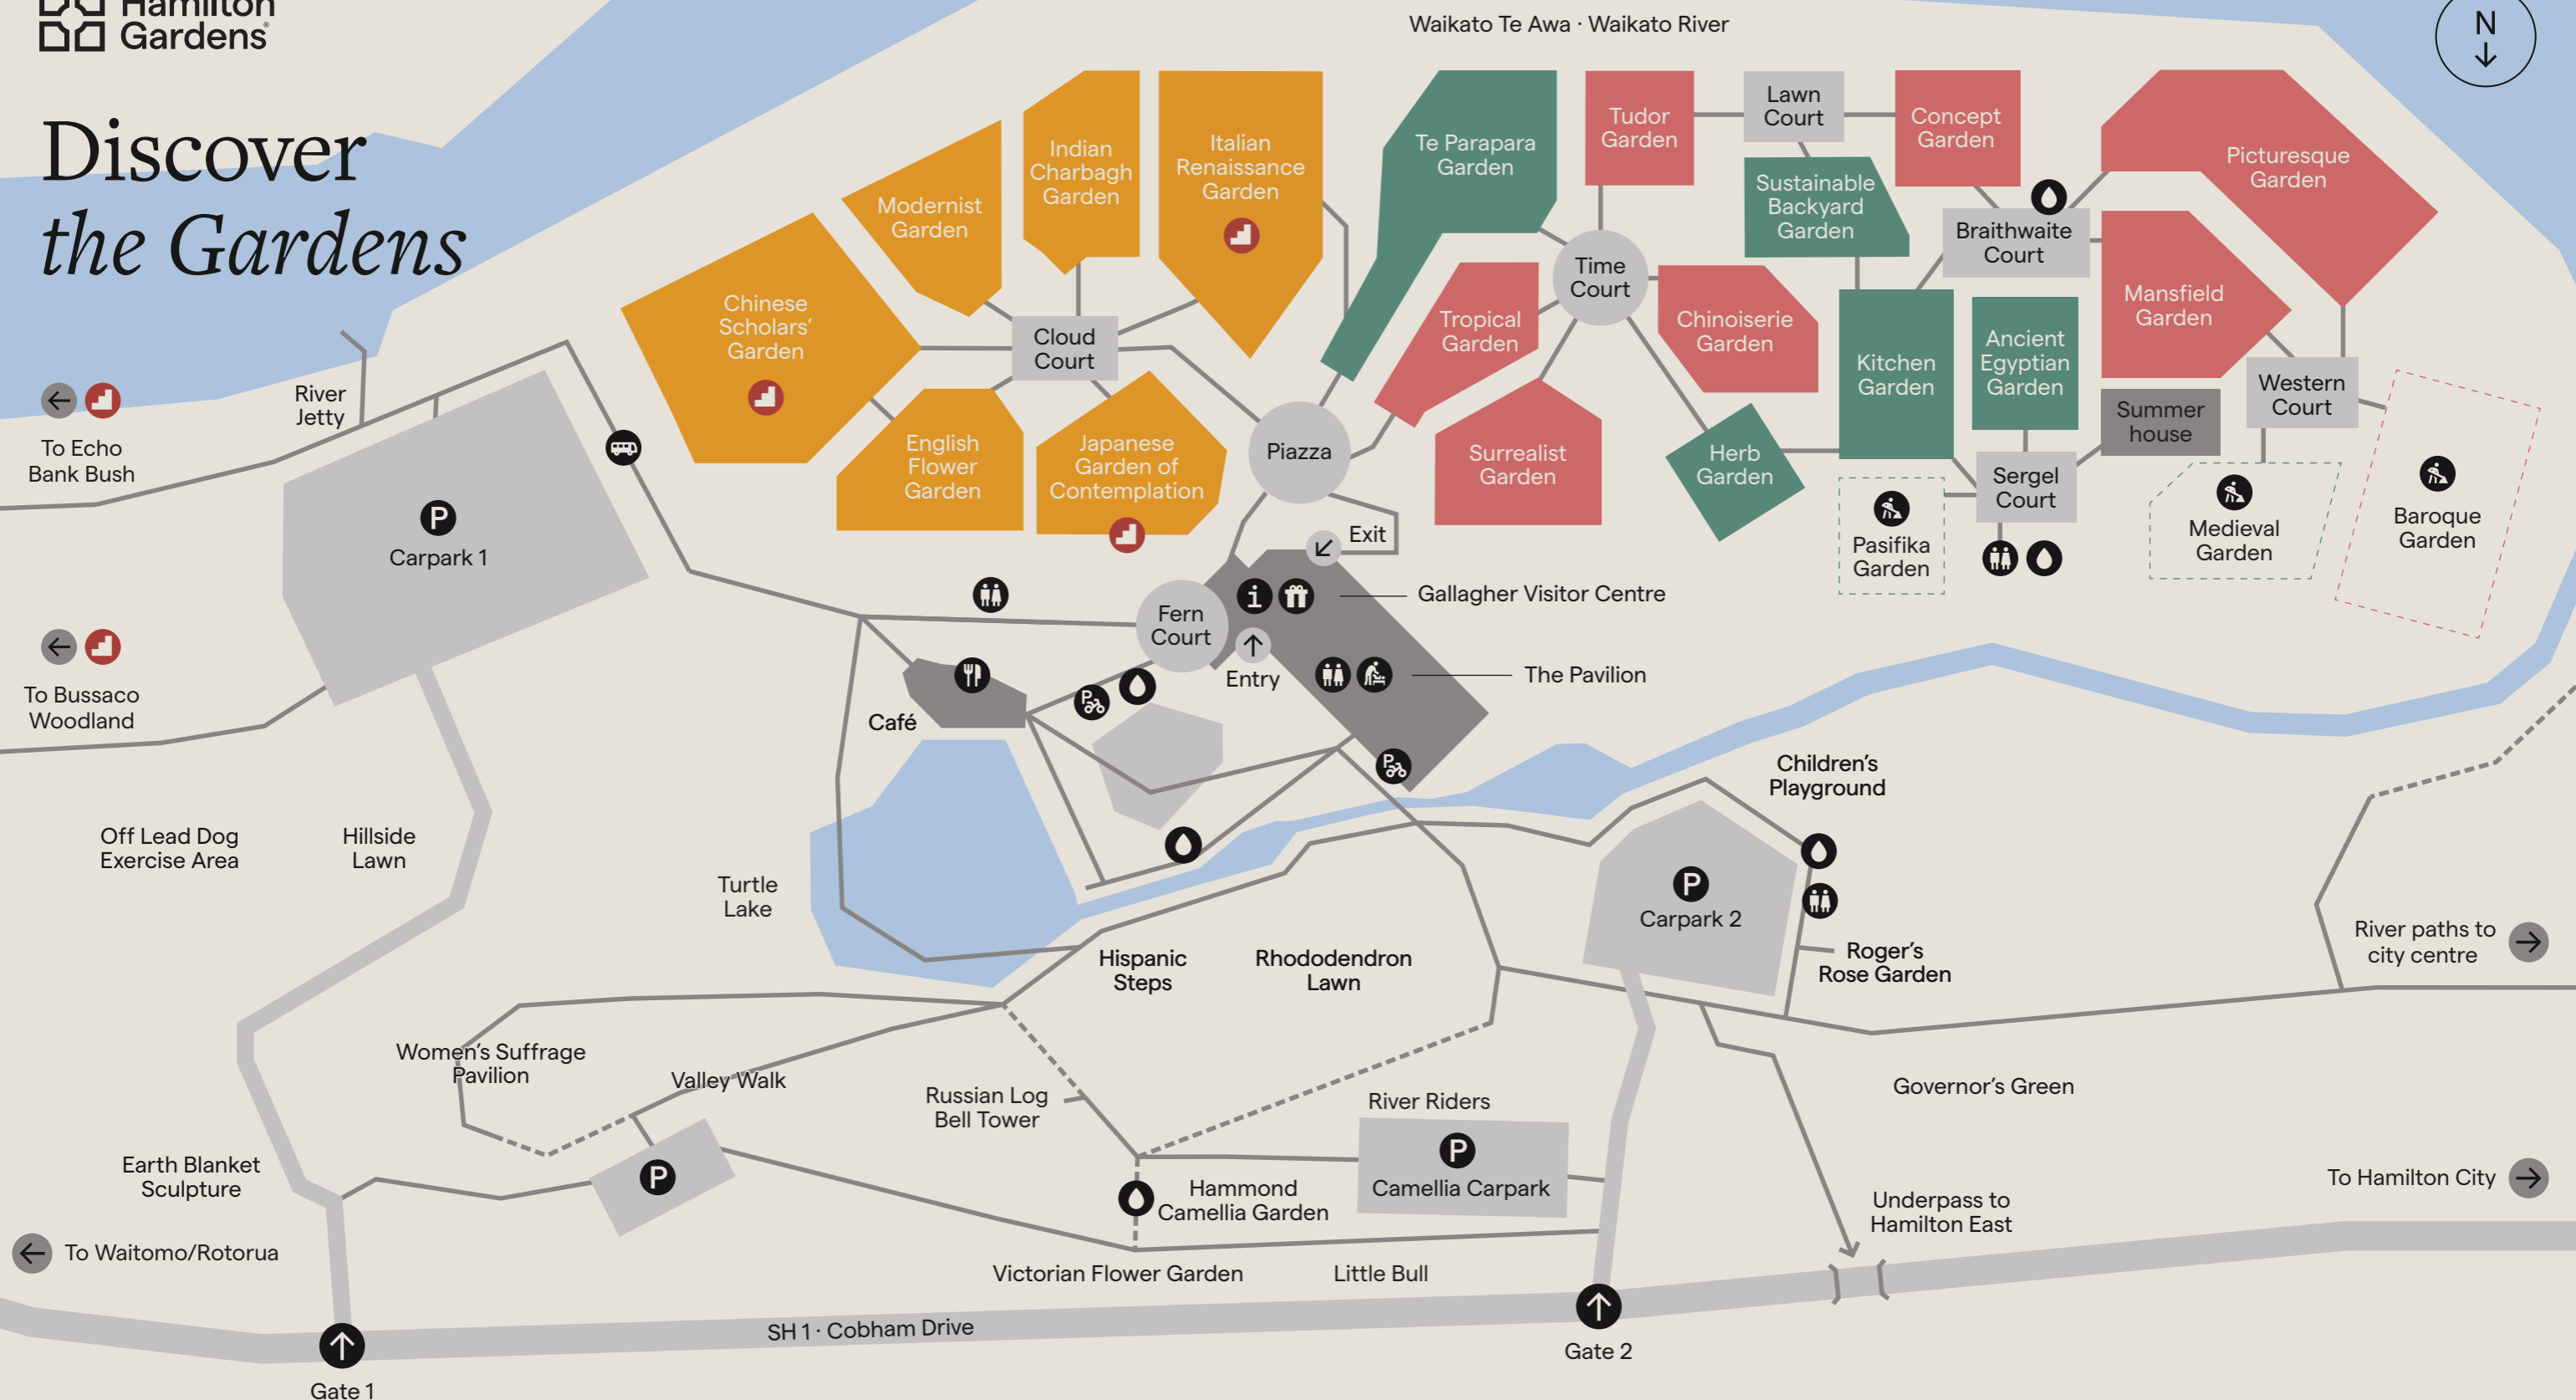 Hamilton
Gardens®
Discover
the Gardens
Waikato Te Awa · Waikato River
N
Modernist
Garden
Indian
Charbagh
Garden
Italian
Renaissance
Garden
Te Parapara
Garden
Tudor
Garden
Lawn
Court
Concept
Garden
Picturesque
Garden
Sustainable
Backyard
Garden
Braithwaite
Court
Chinese
Scholars’
Garden
Cloud
Court
Time
Court
Tropical
Garden
Chinoiserie
Garden
Kitchen
Garden
Ancient
Egyptian
Garden
Mansfield
Garden
Summer
house
Western
Court
River
Jetty
To Echo
Bank Bush
English
Flower
Garden
Japanese
Garden of
Contemplation
Piazza
Surrealist
Garden
Herb
Garden
Sergel
Court
Pasifika
Garden
Medieval
Garden
Baroque
Garden
P
Carpark 1
Exit
i
Gallagher Visitor Centre
Fern
Court
Entry
The Pavilion
To Bussaco
Woodland
Café
P
P
Children’s
Playground
Off Lead Dog
Exercise Area
Hillside
Lawn
Turtle
Lake
P
Carpark 2
Hispanic
Steps
Rhododendron
Lawn
Roger’s
Rose Garden
River paths to
city centre
Women’s Suffrage
Pavilion
Valley Walk
Russian Log
Bell Tower
River Riders
P
Camellia Carpark
Governor’s Green
Earth Blanket
Sculpture
P
Hammond
Camellia Garden
To Hamilton City
Underpass to
Hamilton East
To Waitomo/Rotorua
Victorian Flower Garden
Little Bull
SH 1 · Cobham Drive
Gate 2
Gate 1